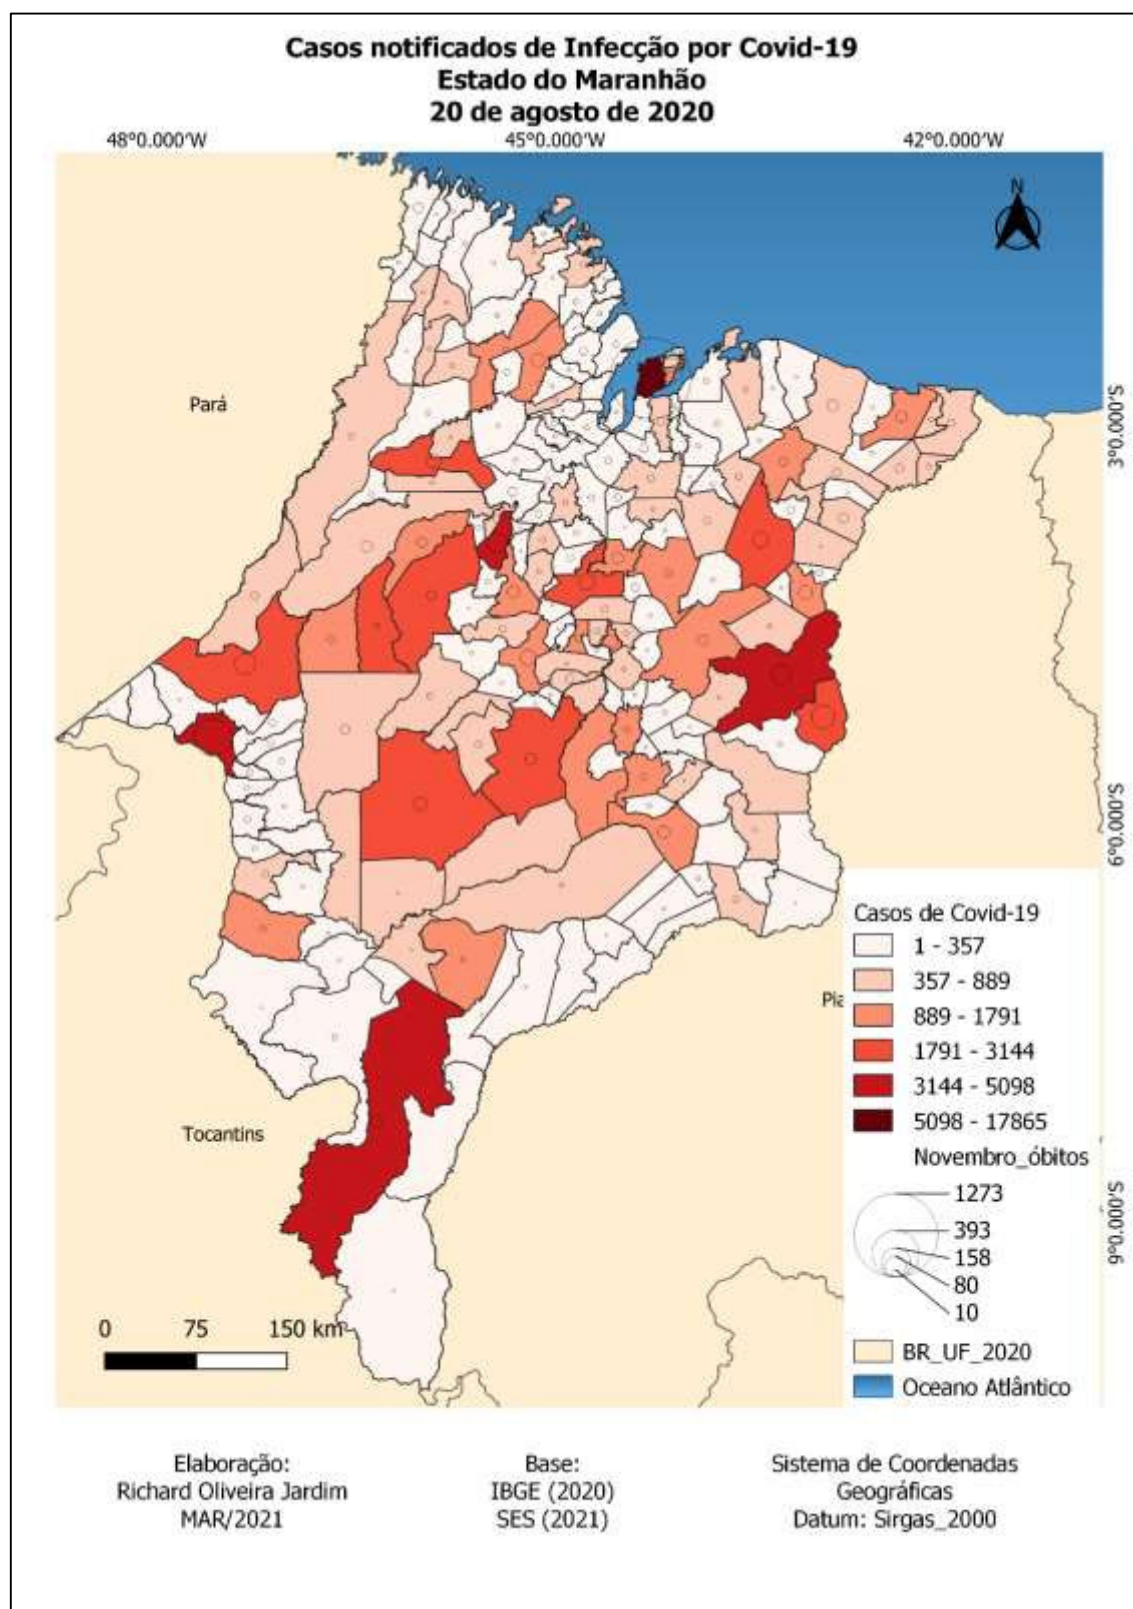 Casos notificados de Infecção por Covid-19
Estado do Maranhão
20 de agosto de 2020
48°0.000'W 45°0.000'W 42°0.000'W
N
Pará
3°0.000'S
6°0.000'S
Casos de Covid-19
1 - 357
357 - 889
889 - 1791
1791 - 3144
3144 - 5098
5098 - 17865
Pia
Tocantins
Novembro_óbitos
1273
393
158
80
10
9°0.000'S
0 75 150 km
BR_UF_2020
Oceano Atlântico
Elaboração:
Richard Oliveira Jardim
MAR/2021
Base:
IBGE (2020)
SES (2021)
Sistema de Coordenadas
Geográficas
Datum: Sirgas_2000